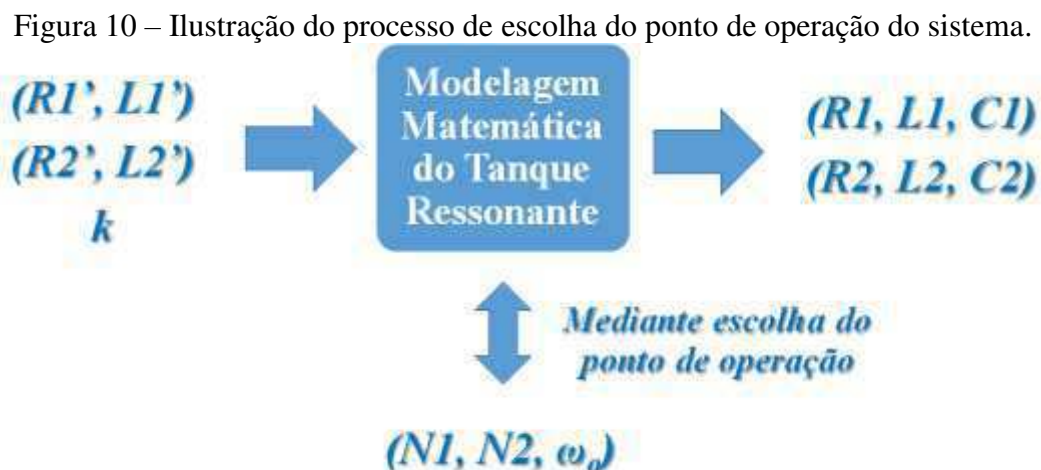 Figura 10 – Ilustração do processo de escolha do ponto de operação do sistema.
(R1’, L1’)
(R2’, L2’)
k
Modelagem
Matemática
do Tanque
Ressonante
(R1, L1, C1)
(R2, L2, C2)
Mediante escolha do
ponto de operação
(N1, N2, ωₒ)